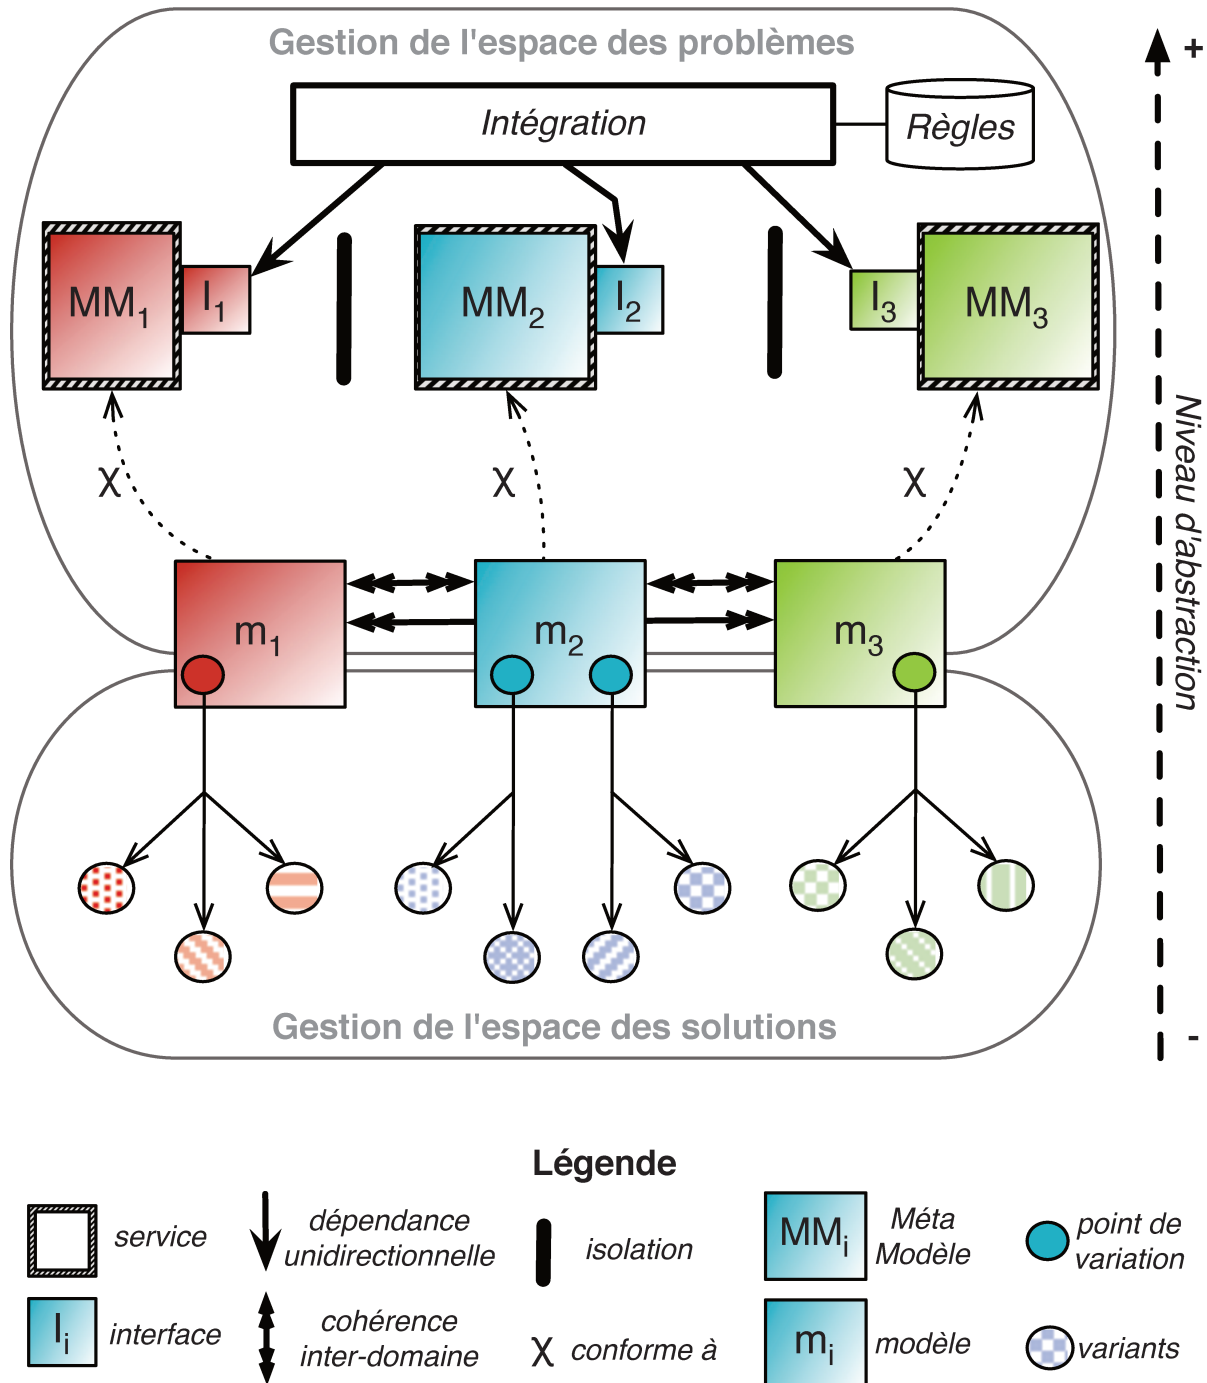 Gestion de l'espace des problèmes
+
Intégration
Règles
MM1
I1
MM2
I2
I3
MM3
χ
χ
χ
Niveau d'abstraction
m1
m2
m3
Gestion de l'espace des solutions
-
Légende
service
dépendance
unidirectionnelle
isolation
MMi
Méta
Modèle
point de
variation
Ii
interface
cohérence
inter-domaine
χ
conforme à
mi
modèle
variants